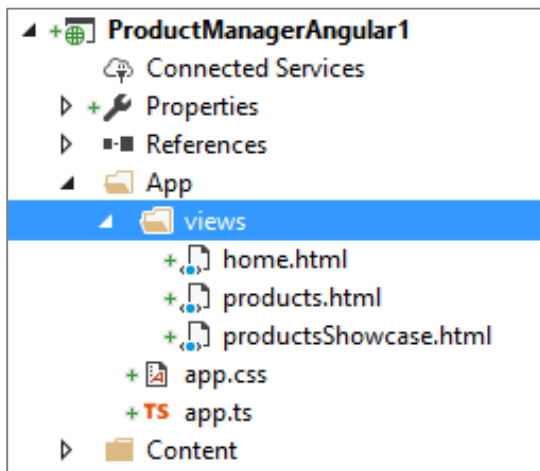 ProductManagerAngular1
Connected Services
Properties
References
App
views
home.html
products.html
productsShowcase.html
app.css
TS app.ts
Content